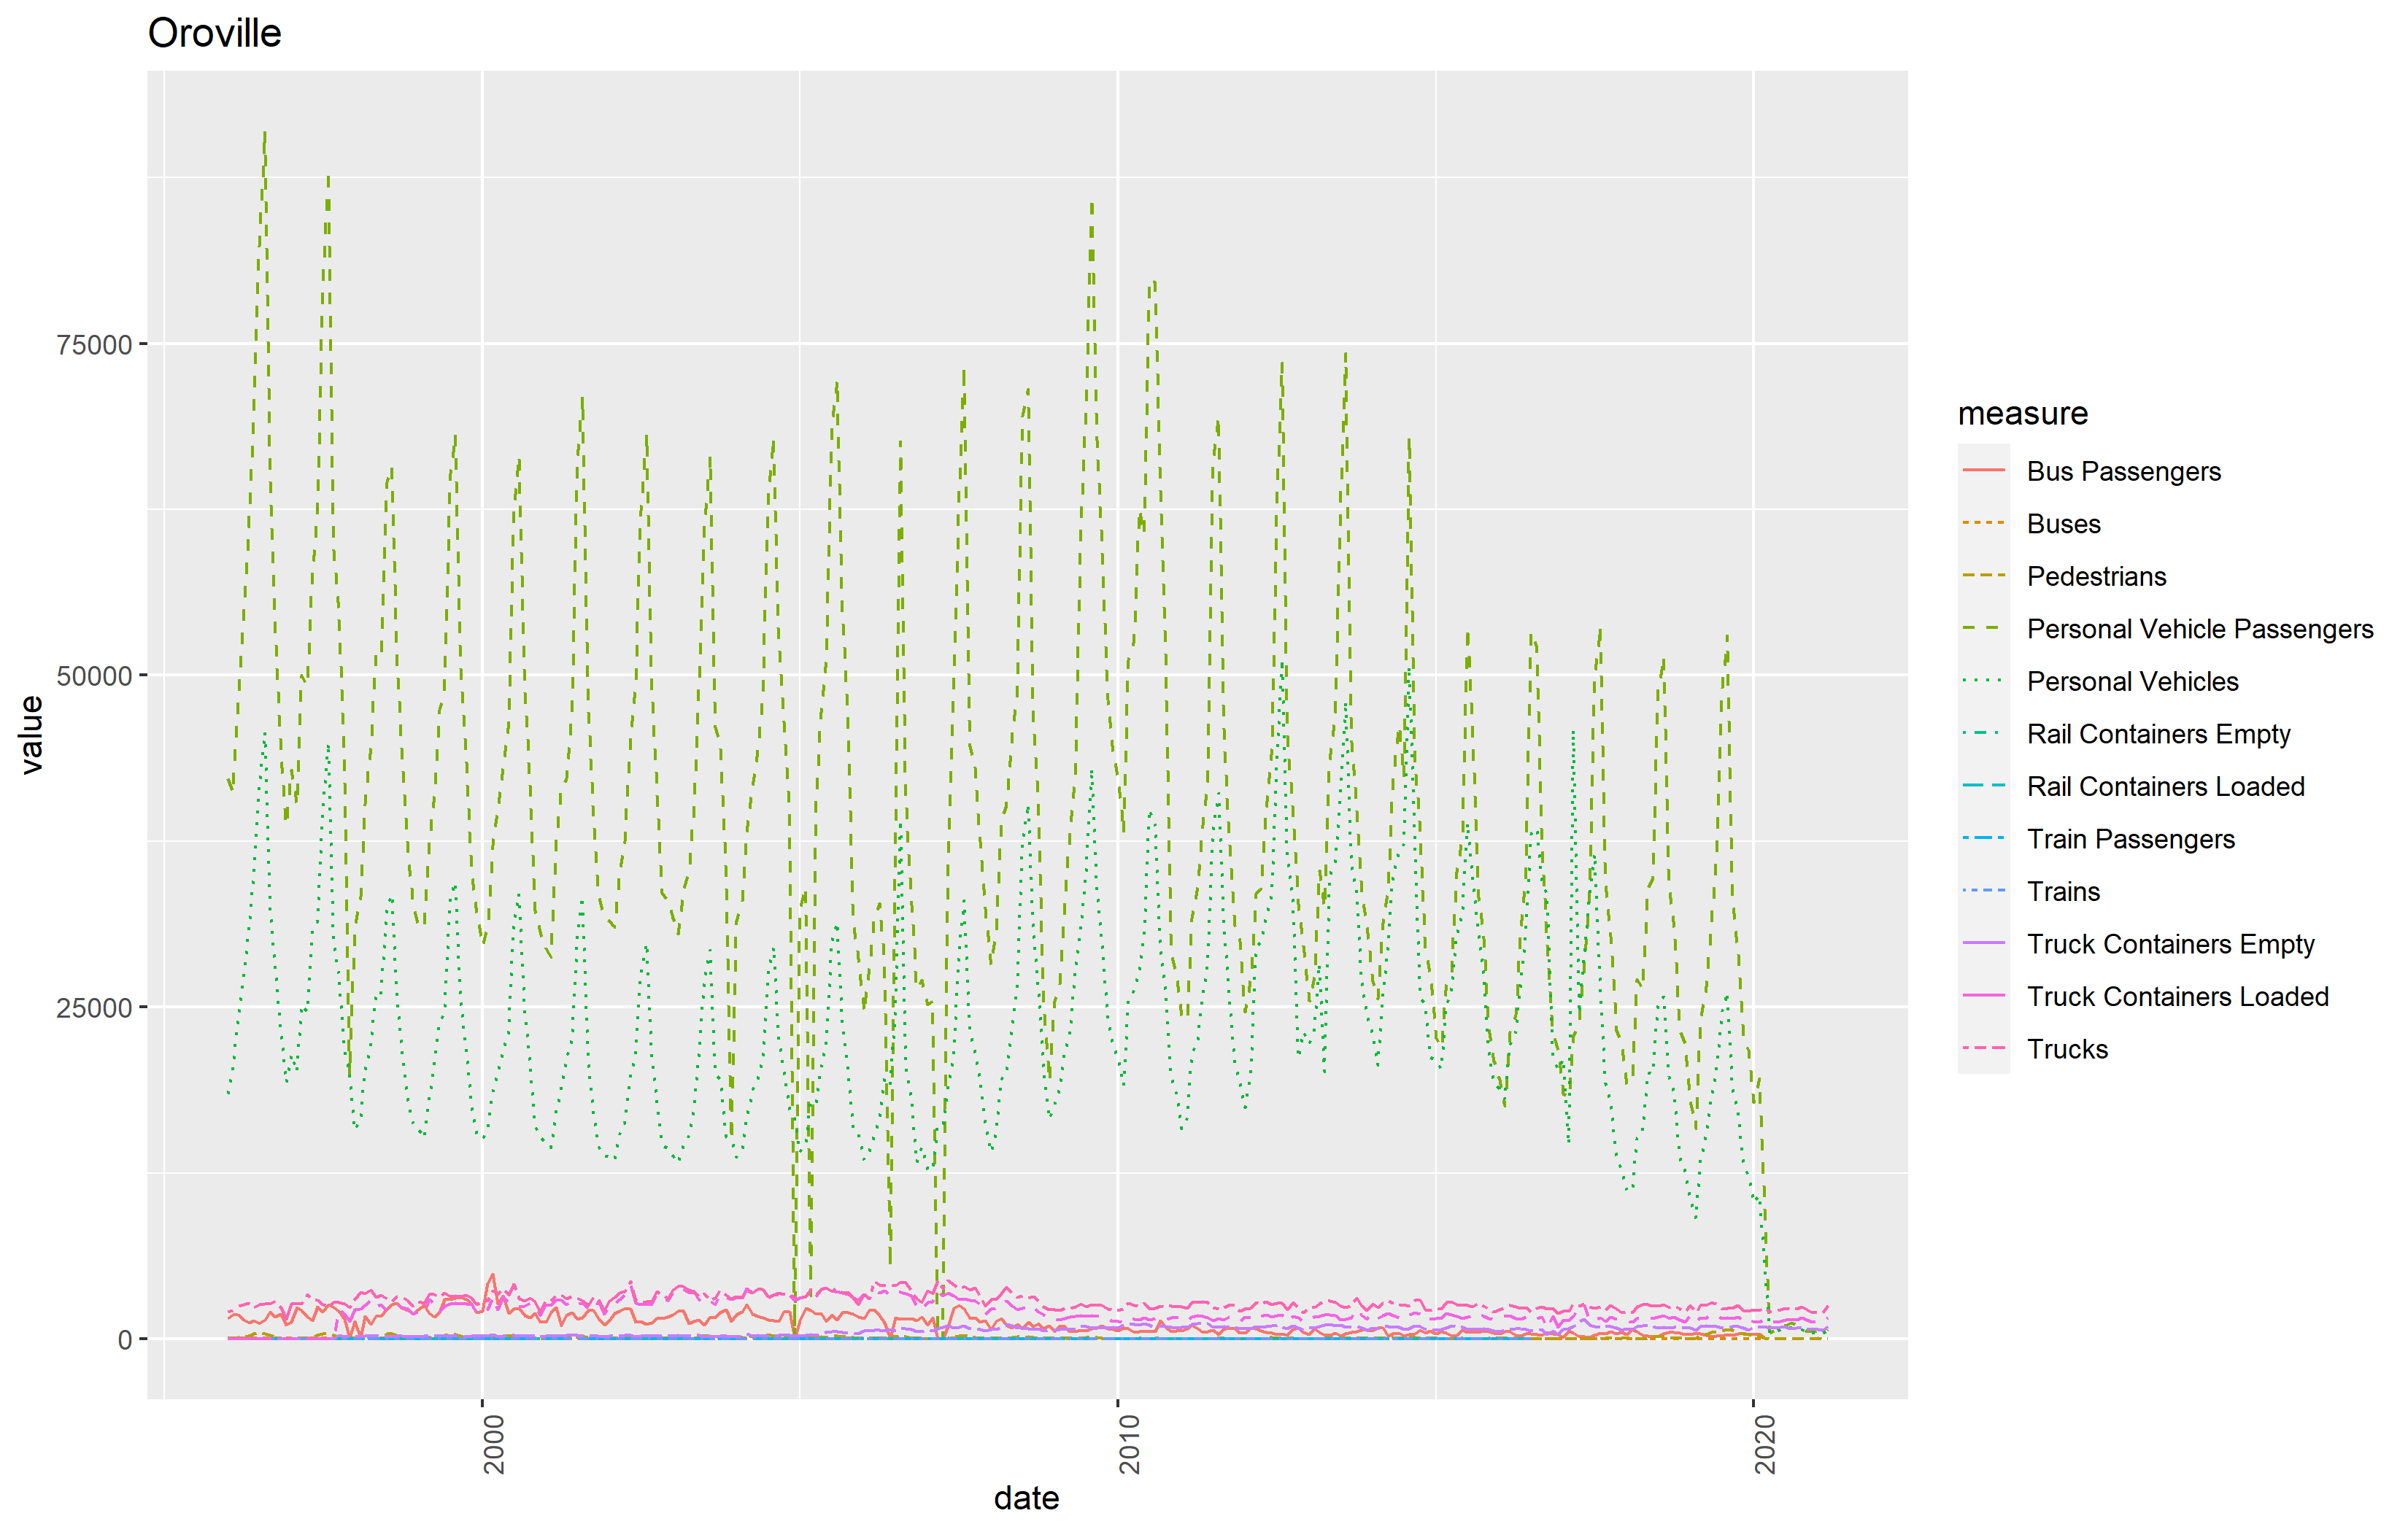 Oroville
value
75000
50000
25000
0
2000
2010
2020
date
measure
Bus Passengers
Buses
Pedestrians
Personal Vehicle Passengers
Personal Vehicles
Rail Containers Empty
Rail Containers Loaded
Train Passengers
Trains
Truck Containers Empty
Truck Containers Loaded
Trucks